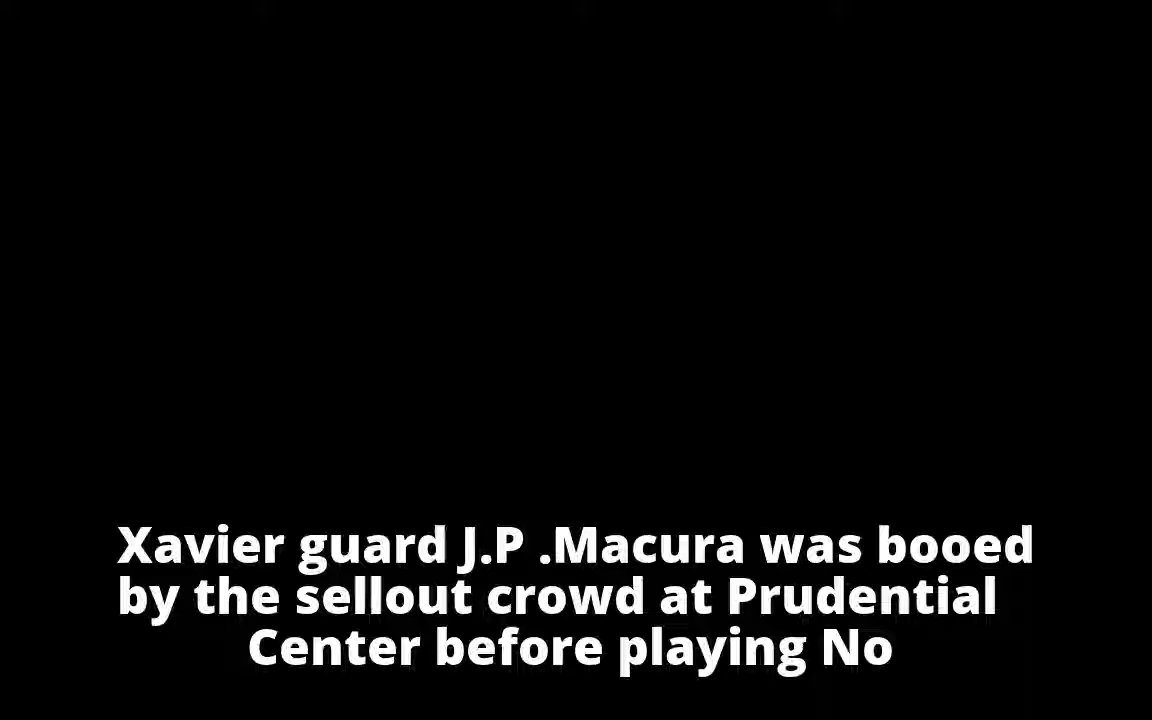 Xavier guard J.P .Macura was booed
by the sellout crowd at Prudential
Center before playing No